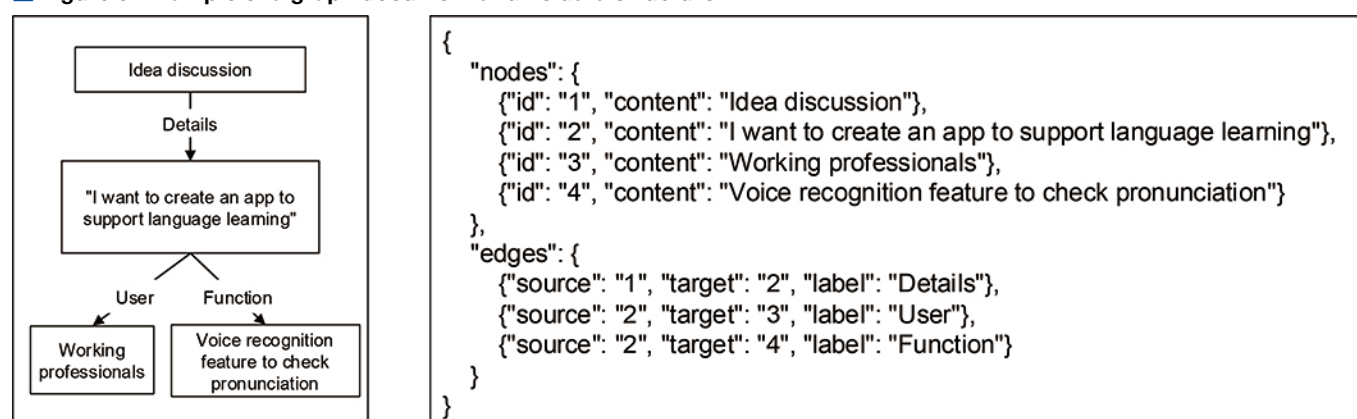 Idea discussion
Details
"I want to create an app to
support language learning"
User
Function
Working
professionals
Voice recognition
feature to check
pronunciation
{
"nodes": {
{"id": "1", "content": "Idea discussion"},
{"id": "2", "content": "I want to create an app to support language learning"},
{"id": "3", "content": "Working professionals"},
{"id": "4", "content": "Voice recognition feature to check pronunciation"}
},
"edges": {
{"source": "1", "target": "2", "label": "Details"},
{"source": "2", "target": "3", "label": "User"},
{"source": "2", "target": "4", "label": "Function"}
}
}